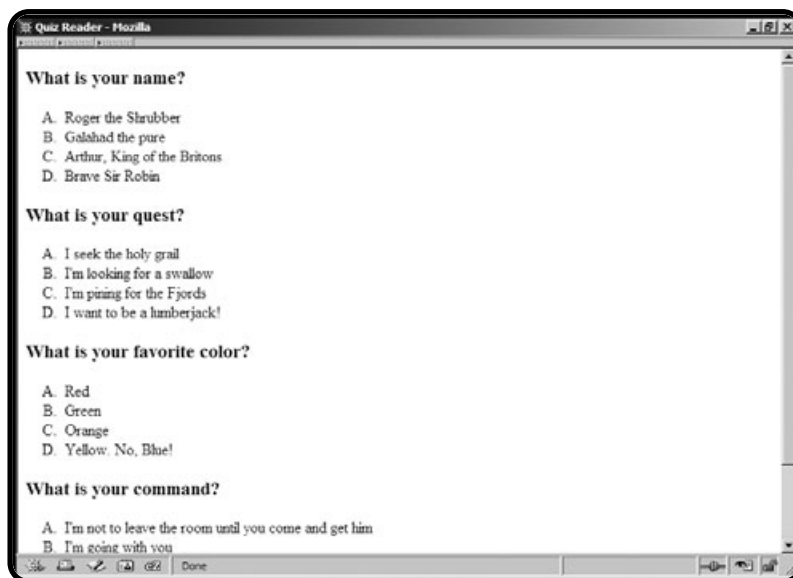 Quiz Reader - Mozilla
What is your name?
A. Roger the Shrubber
B. Galahad the pure
C. Arthur, King of the Britons
D. Brave Sir Robin
What is your quest?
A. I seek the holy grail
B. I'm looking for a swallow
C. I'm pining for the Fjords
D. I want to be a lumberjack!
What is your favorite color?
A. Red
B. Green
C. Orange
D. Yellow. No, Blue!
What is your command?
A. I'm not to leave the room until you come and get him
B. I'm going with you
Done